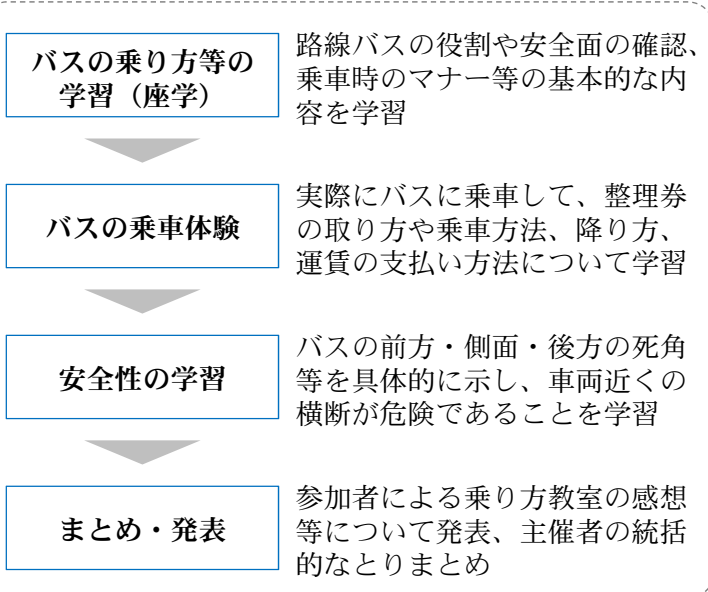 バスの乗り方等の
学習（座学）
路線バスの役割や安全面の確認、
乗車時のマナー等の基本的な内
容を学習
バスの乗車体験
実際にバスに乗車して、整理券
の取り方や乗車方法、降り方、
運賃の支払い方法について学習
安全性の学習
バスの前方・側面・後方の死角
等を具体的に示し、車両近くの
横断が危険であることを学習
まとめ・発表
参加者による乗り方教室の感想
等について発表、主催者の統括
的なとりまとめ